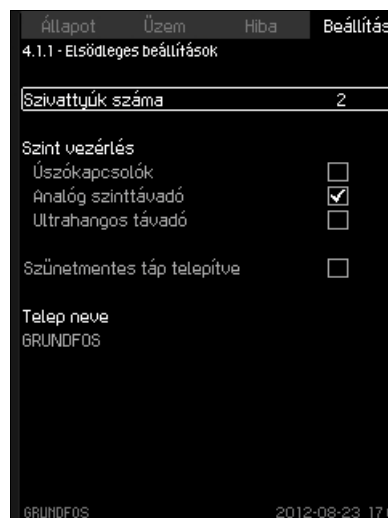 Állapot Üzem Hiba Beállítás
4.1.1 - Elsödleges beállítások
Szivattyúk száma 2
Szint vezérlés
Úszókapcsolók
Analóg szinttávadó
Ultrahangos távadó
Szünetmentes táp telepítve
Telep neve
GRUNDFOS
GRUNDFOS 2012-08-23